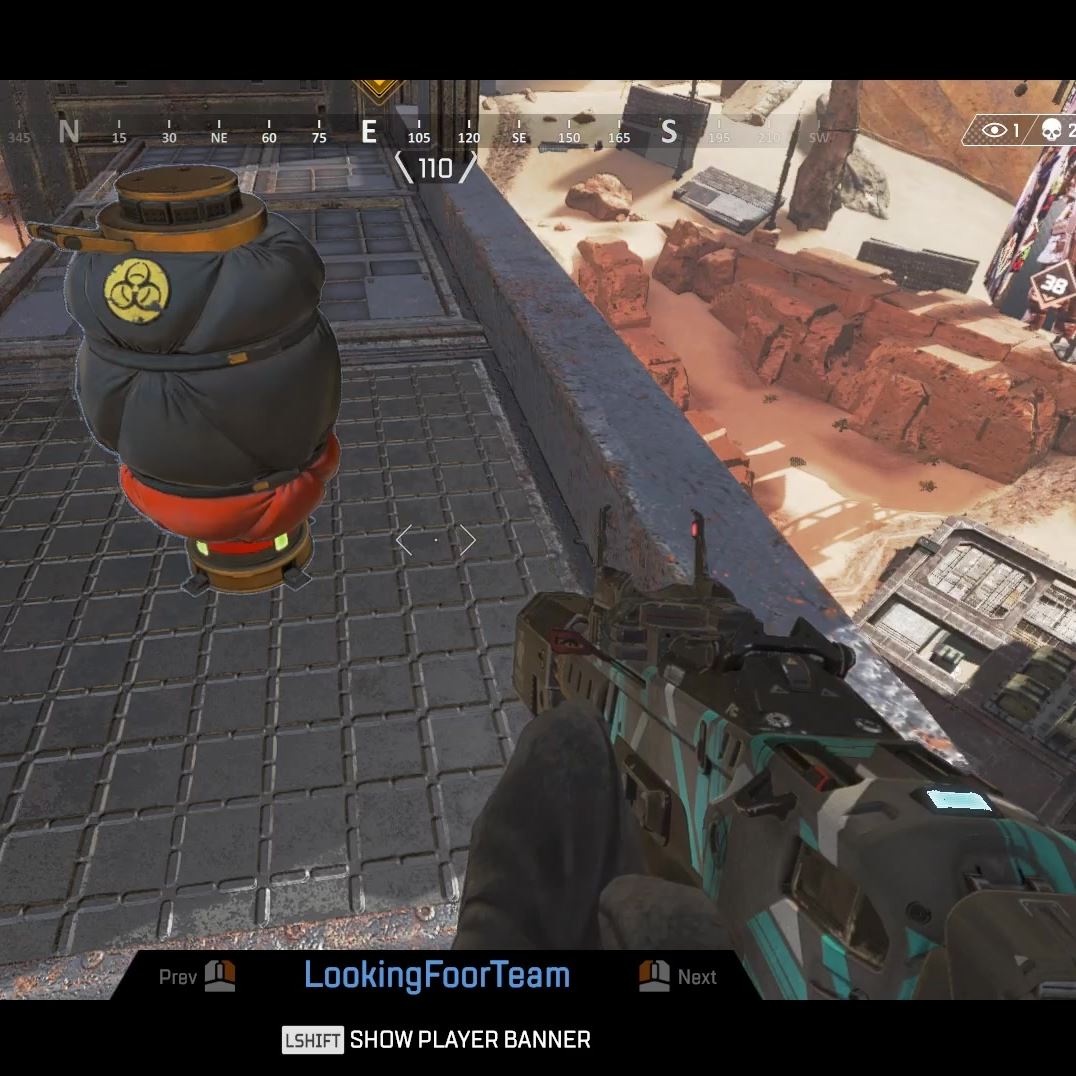 345 N 15 30 NE 60 75 E 105 120 SE 150 165 S 195 210 SW
110
1 / 2
38
Prev LookingFoorTeam Next
LSHIFT SHOW PLAYER BANNER